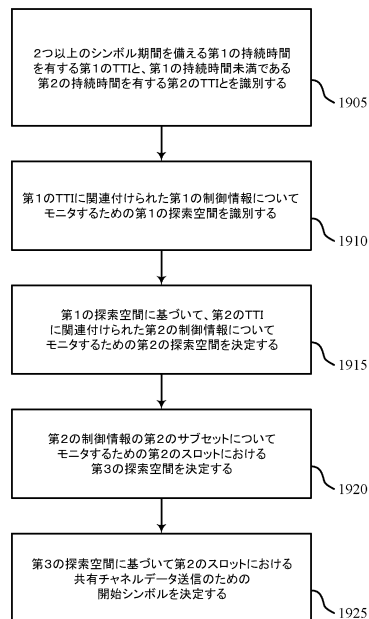 2つ以上のシンボル期間を備える第1の持続時間
を有する第1のTTIと、第1の持続時間未満である
第2の持続時間を有する第2のTTIとを識別する
1905
第1のTTIに関連付けられた第1の制御情報について
モニタするための第1の探索空間を識別する
1910
第1の探索空間に基づいて、第2のTTI
に関連付けられた第2の制御情報について
モニタするための第2の探索空間を決定する
1915
第2の制御情報の第2のサブセットについて
モニタするための第2のスロットにおける
第3の探索空間を決定する
1920
第3の探索空間に基づいて第2のスロットにおける
共有チャネルデータ送信のための
開始シンボルを決定する
1925